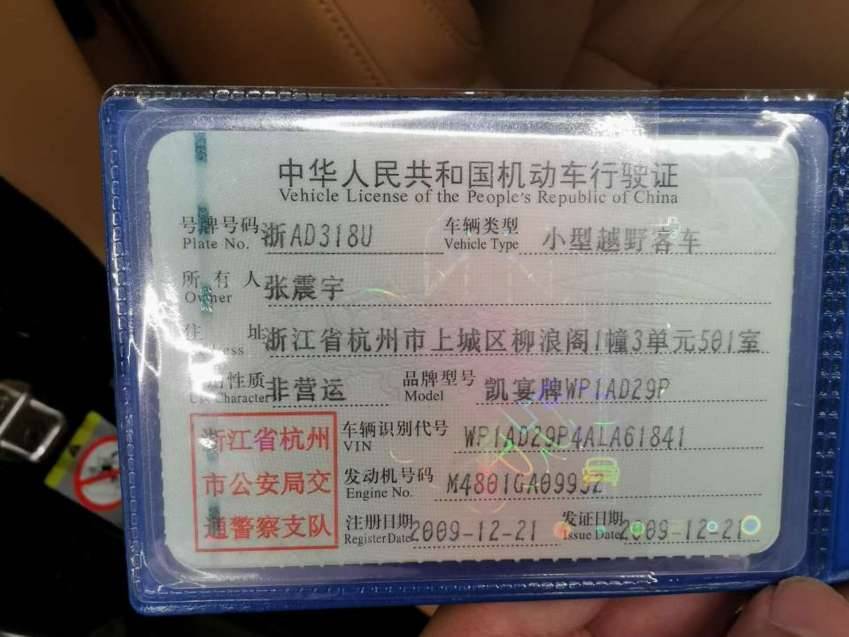 中华人民共和国机动车行驶证
Vehicle License of the People's Republic of China
号牌号码 浙AD318U 车辆类型 小型越野客车
Plate No. Vehicle Type
所有人 张震宇
Owner
住址 浙江省杭州市上城区柳浪阁1幢3单元501室
性质 非营运 品牌型号 凯宴牌WP1AD29P
Character Model
浙江省杭州 车辆识别代号 WP1AD29P4ALA61841
VIN
市公安局交 发动机号码 M4801GA09952
Engine No.
通警察支队 注册日期 2009-12-21 发证日期 2009-12-21
Register Date Issue Date